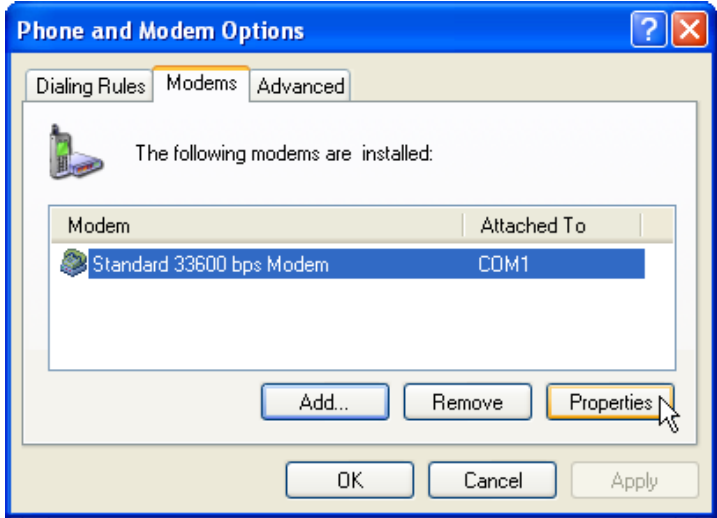 Phone and Modem Options
Dialing Rules Modems Advanced
The following modems are installed:
Modem Attached To
Standard 33600 bps Modem COM1
Add... Remove Properties
OK Cancel Apply